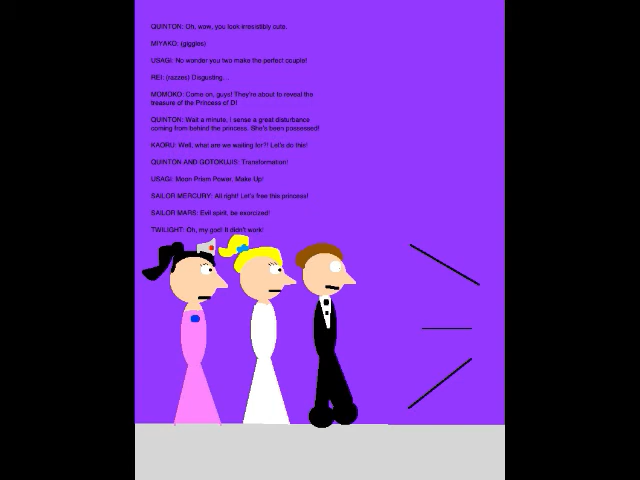 QUINTON: Oh, wow, you look irresistibly cute.
MIYAKO: (giggles)
USAGI: No wonder you two make the perfect couple!
REI: (razzes) Disgusting...
MOMOKO: Come on, guys! They're about to reveal the
treasure of the Princess of D!
QUINTON: Wait a minute, I sense a great disturbance
coming from behind the princess. She's been possessed!
KAORU: Well, what are we waiting for?! Let's do this!
QUINTON AND GOTOKUJIS: Transformation!
USAGI: Moon Prism Power, Make Up!
SAILOR MERCURY: All right! Let's free this princess!
SAILOR MARS: Evil spirit, be exorcized!
TWILIGHT: Oh, my god! It didn't work!